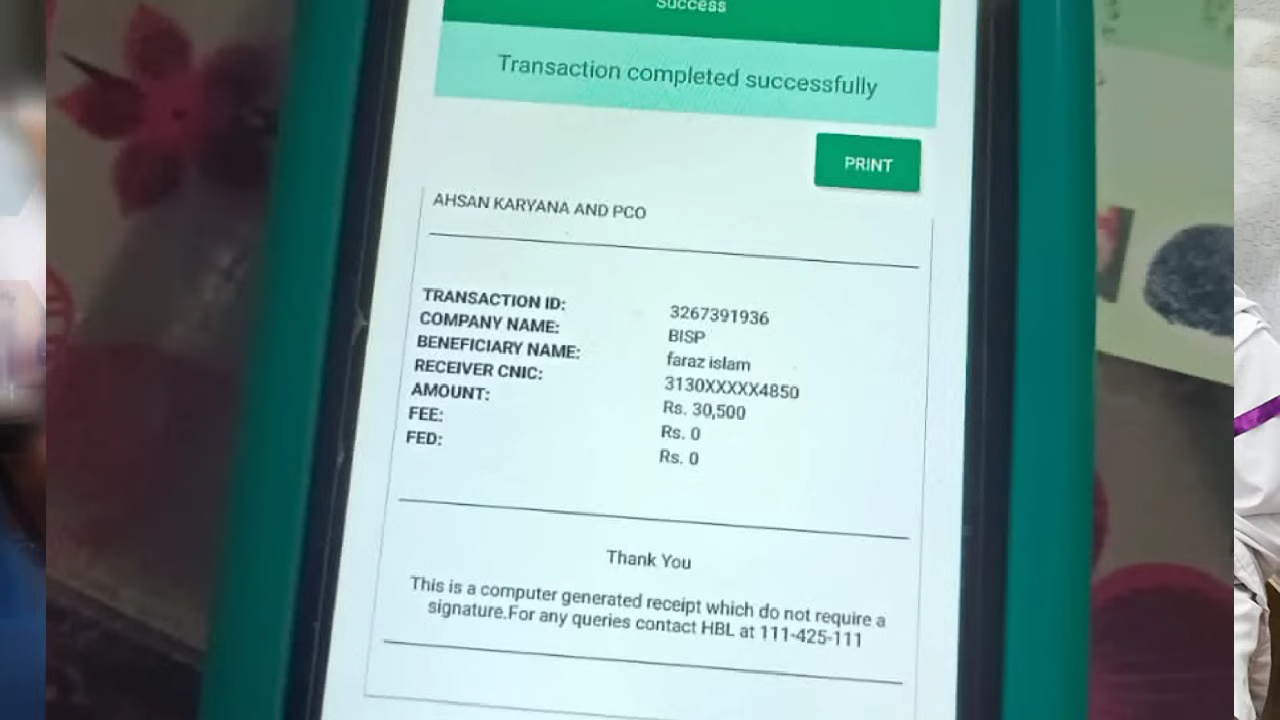 Success
Transaction completed successfully
PRINT
AHSAN KARYANA AND PCO
TRANSACTION ID: 3267391936
COMPANY NAME: BISP
BENEFICIARY NAME: faraz islam
RECEIVER CNIC: 3130XXXXX4850
AMOUNT: Rs. 30,500
FEE: Rs. 0
FED: Rs. 0
Thank You
This is a computer generated receipt which do not require a
signature.For any queries contact HBL at 111-425-111